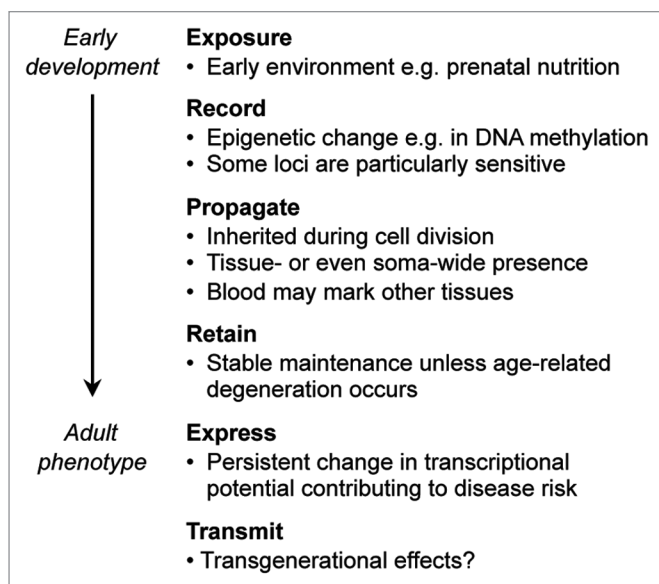 Early
development
Exposure
• Early environment e.g. prenatal nutrition
Record
• Epigenetic change e.g. in DNA methylation
• Some loci are particularly sensitive
Propagate
• Inherited during cell division
• Tissue- or even soma-wide presence
• Blood may mark other tissues
Retain
• Stable maintenance unless age-related
degeneration occurs
Adult
phenotype
Express
• Persistent change in transcriptional
potential contributing to disease risk
Transmit
• Transgenerational effects?